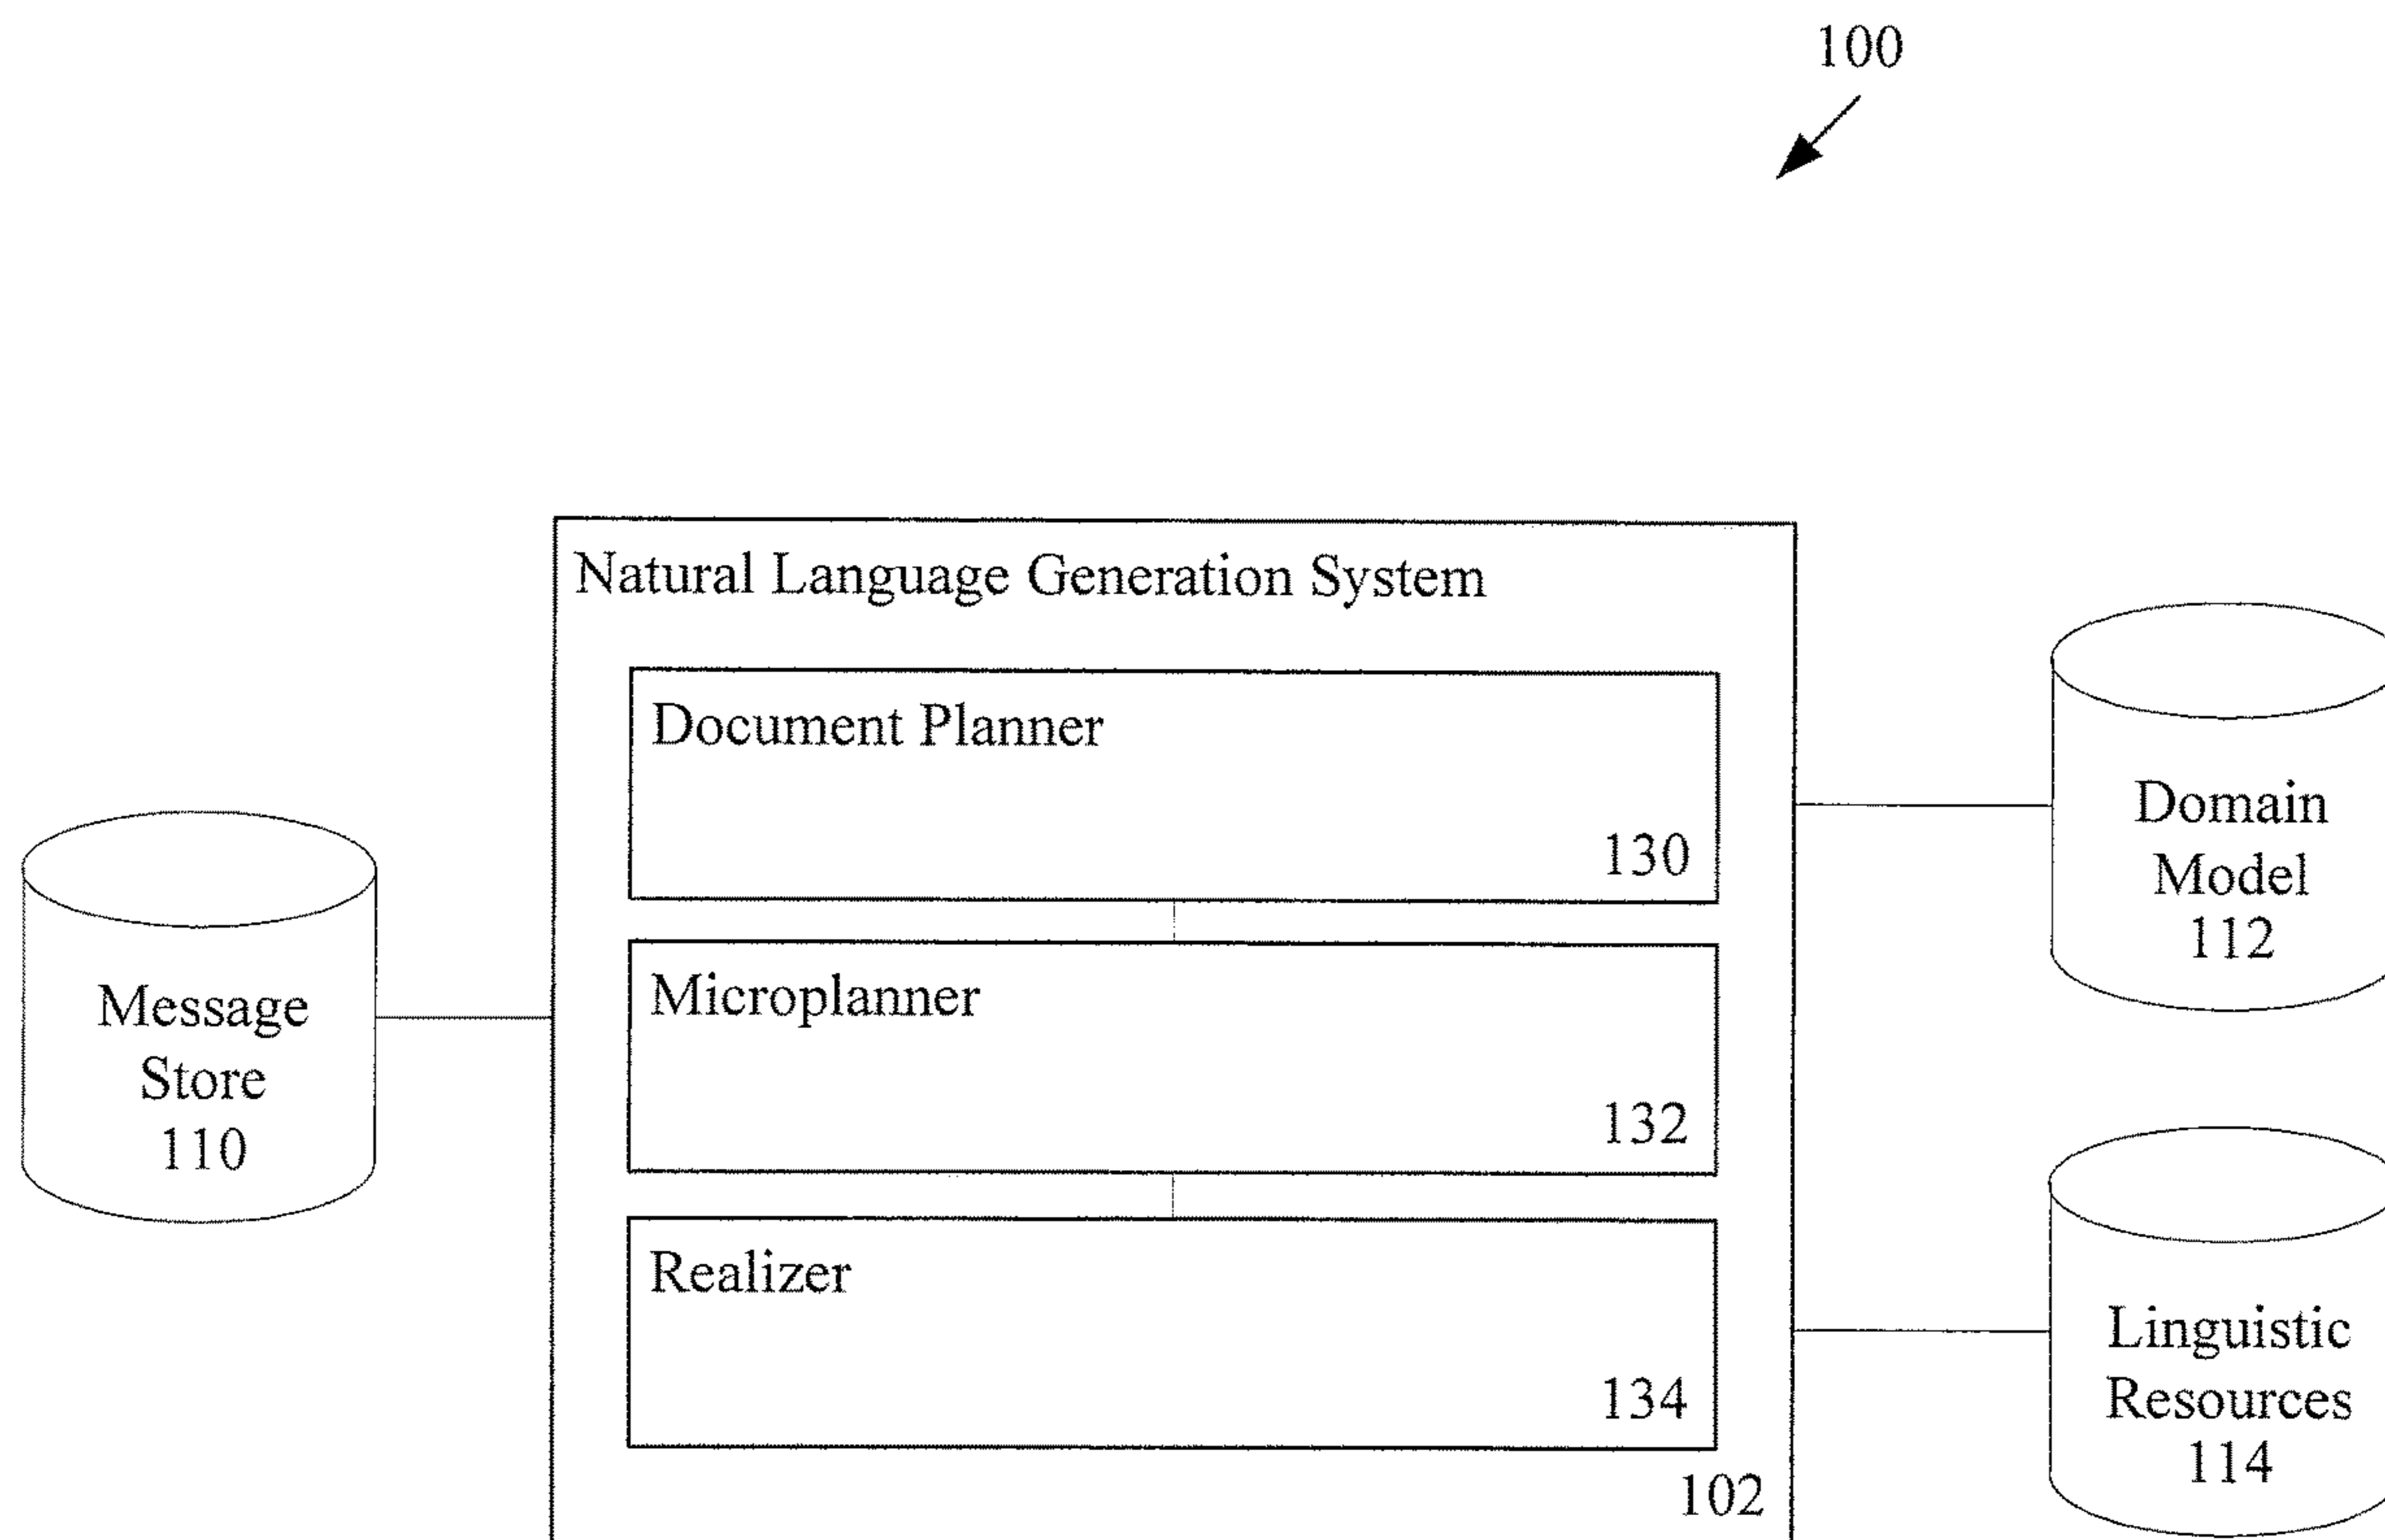 100
Natural Language Generation System
Document Planner
130
Microplanner
132
Realizer
134
102
Message
Store
110
Domain
Model
112
Linguistic
Resources
114